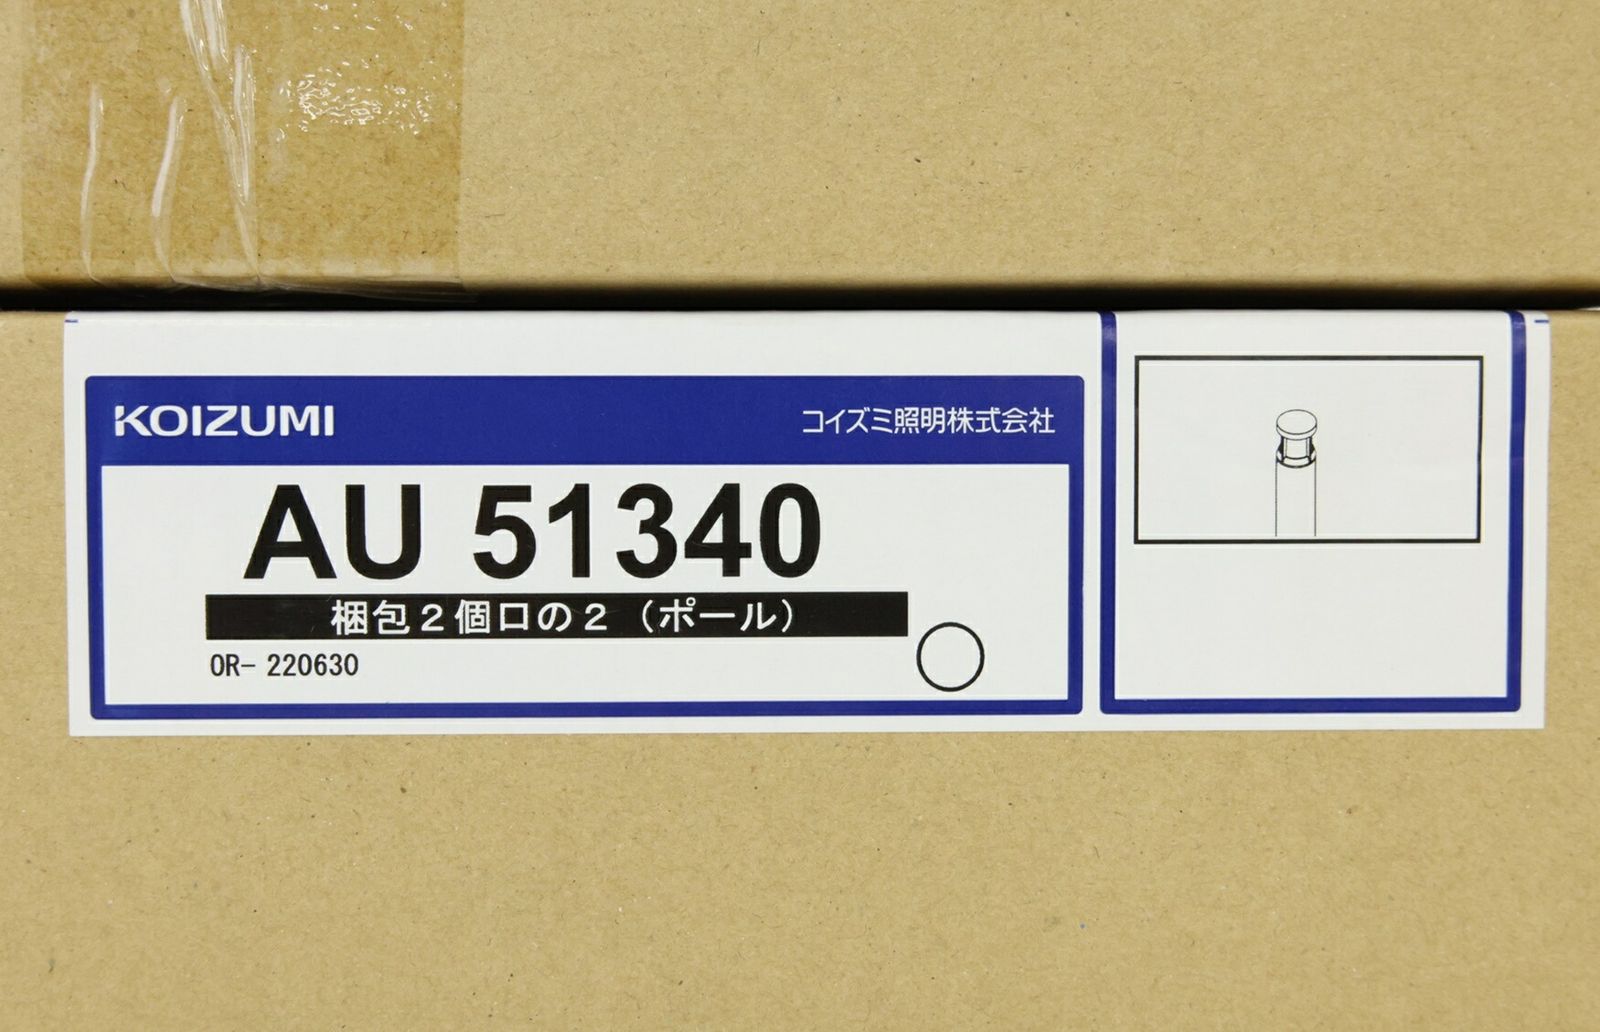 KOIZUMI
コイズミ照明株式会社
AU 51340
梱包２個口の２（ポール）
OR- 220630